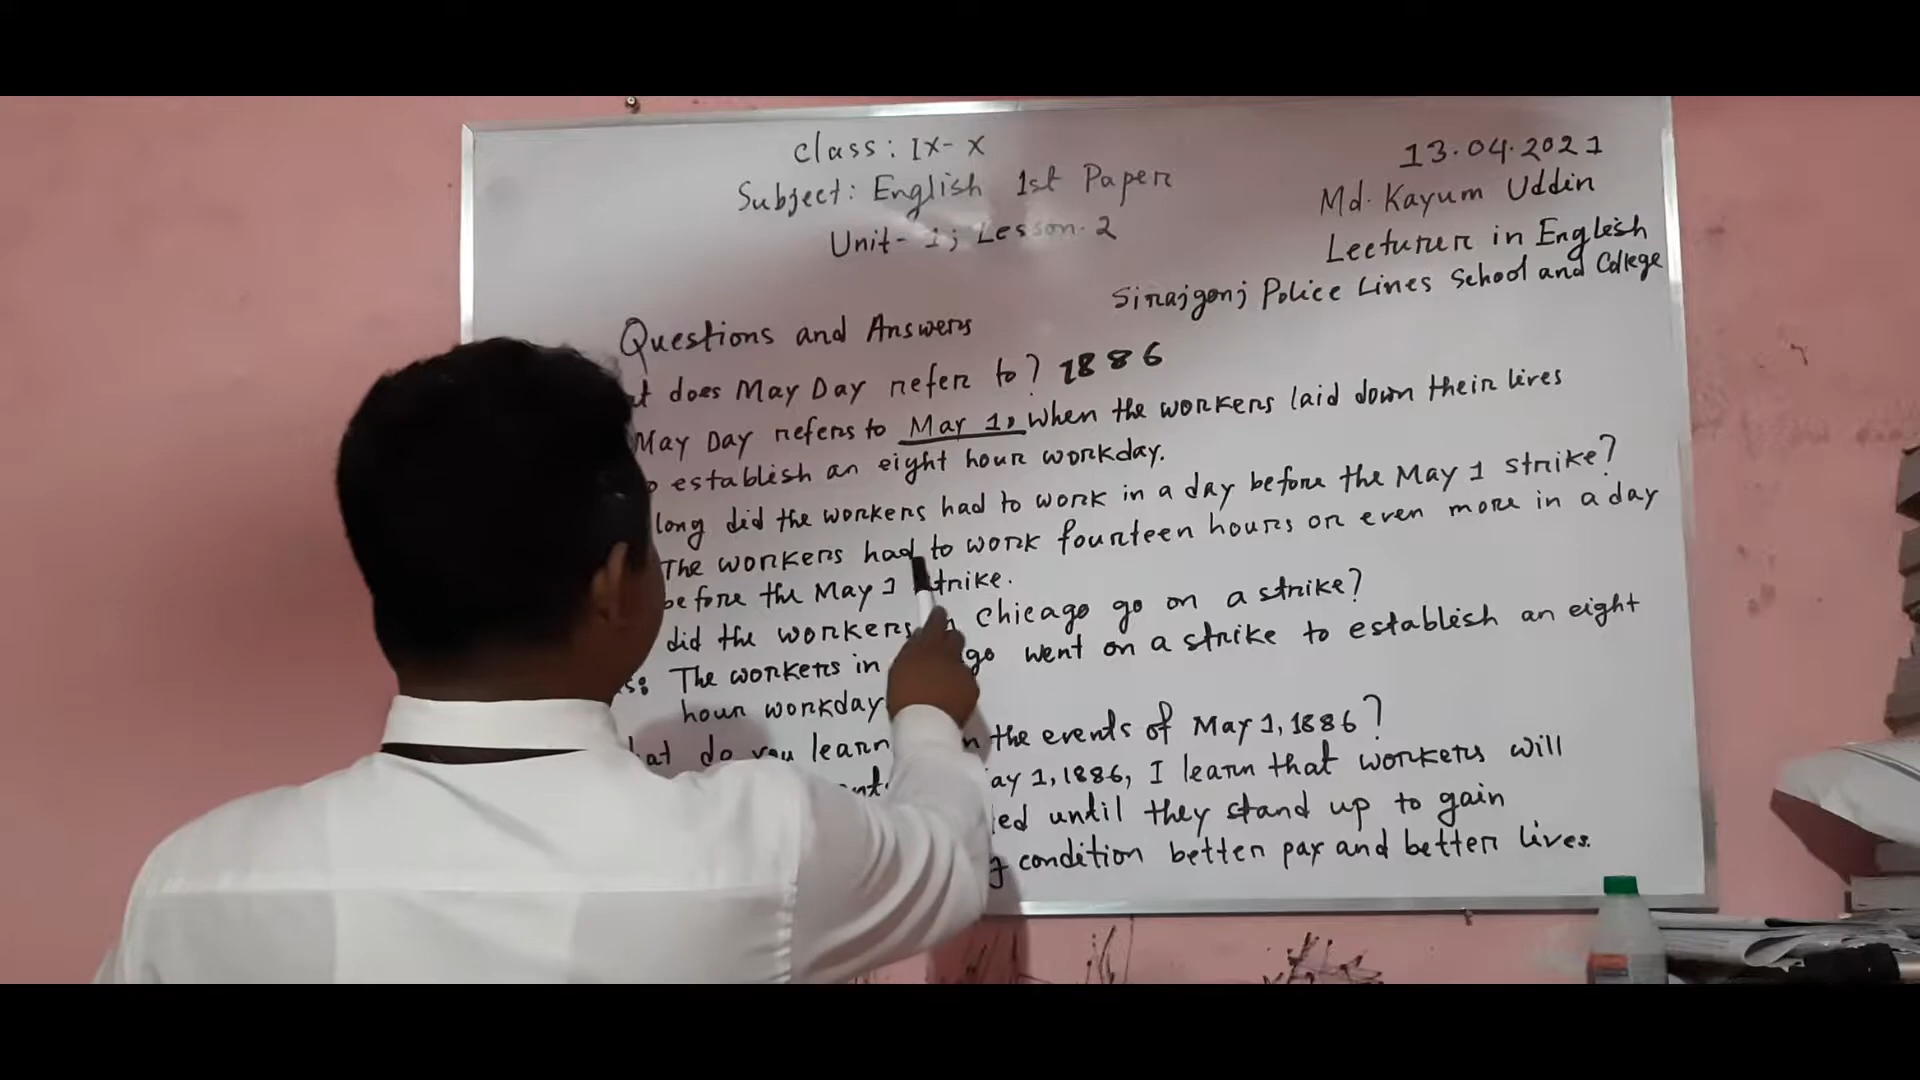 Class: IX-X
Subject: English 1st Paper
Unit-1; Lesson-2
13.04.2021
Md. Kayum Uddin
Lecturer in English
Sirajgonj Police Lines School and College
Questions and Answers
does May Day refer to? 1886
May Day refers to May 1, when the workers laid down their lives
establish an eight hour workday.
long did the workers had to work in a day before the May 1 strike?
The workers had to work fourteen hours or even more in a day
before the May 1 strike.
did the workers Chicago go on a strike?
The workers in went on a strike to establish an eight
hour workday
do you learn the events of May 1, 1886?
1, 1886, I learn that workers will
until they stand up to gain
condition better pay and better lives.